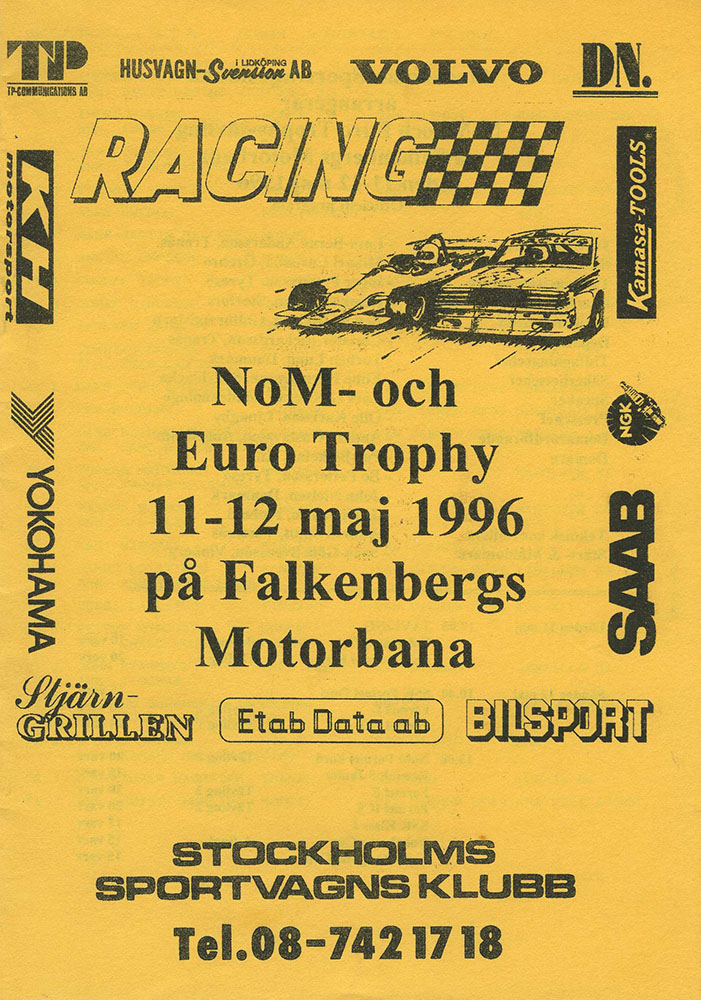 TP
TP-COMMUNICATIONS AB
HUSVAGN-Svensson AB
i LIDKÖPING
VOLVO
DN.
RACING
KH
motorsport
Kamasa-TOOLS
NoM- och
Euro Trophy
11-12 maj 1996
på Falkenbergs
Motorbana
NGK
YOKOHAMA
SAAB
Stjärn-
GRILLEN
Etab Data ab
BILSPORT
STOCKHOLMS
SPORTVAGNS KLUBB
Tel.08-742 17 18